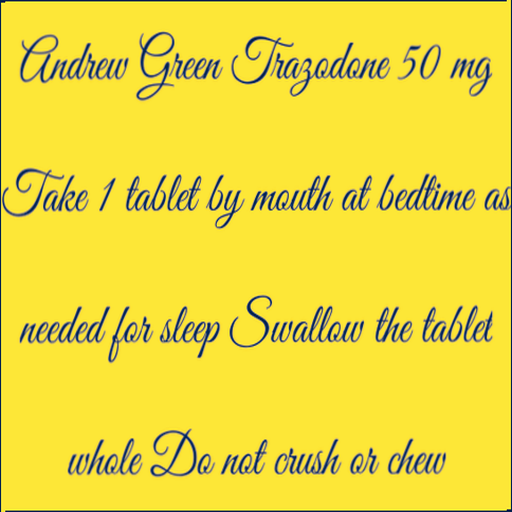 Andrew Green Trazodone 50 mg
Take 1 tablet by mouth at bedtime as
needed for sleep Swallow the tablet
whole Do not crush or chew